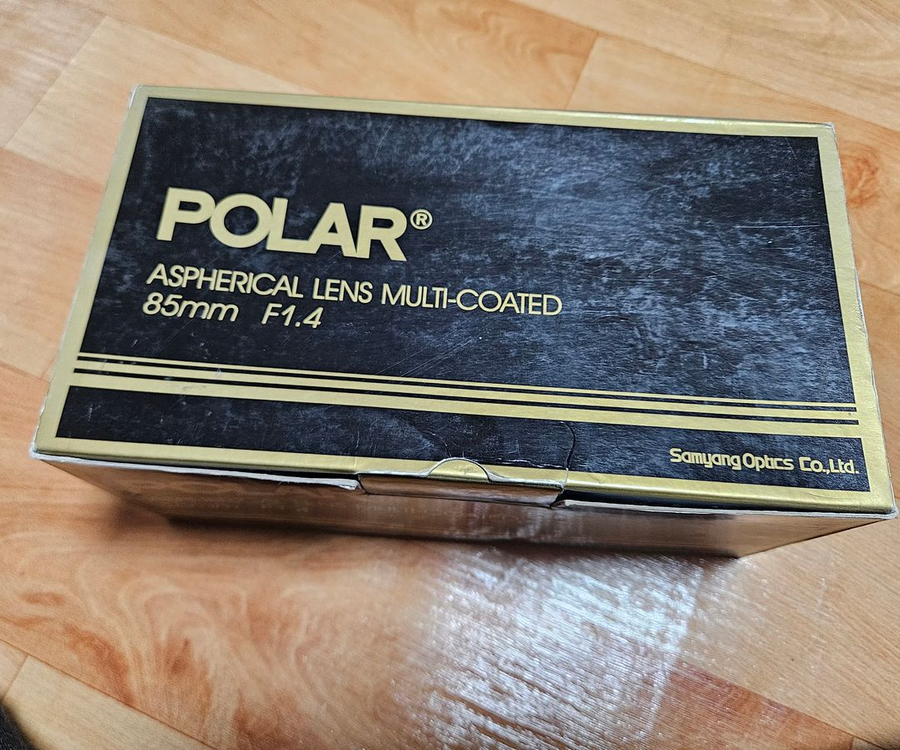 POLAR®
ASPHERICAL LENS MULTI-COATED
85mm F1.4
Samyang Optics Co.,Ltd.